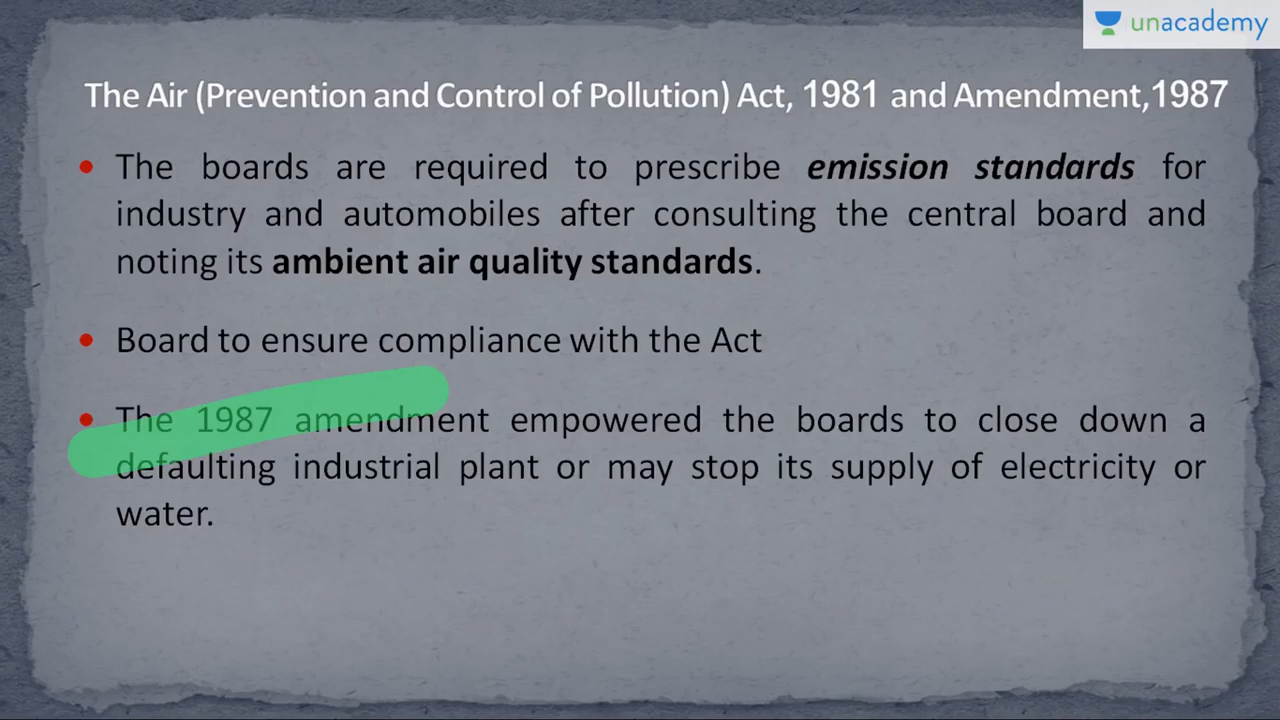 unacademy
The Air (Prevention and Control of Pollution) Act, 1981 and Amendment,1987
• The boards are required to prescribe emission standards for
industry and automobiles after consulting the central board and
noting its ambient air quality standards.
• Board to ensure compliance with the Act
• The 1987 amendment empowered the boards to close down a
defaulting industrial plant or may stop its supply of electricity or
water.